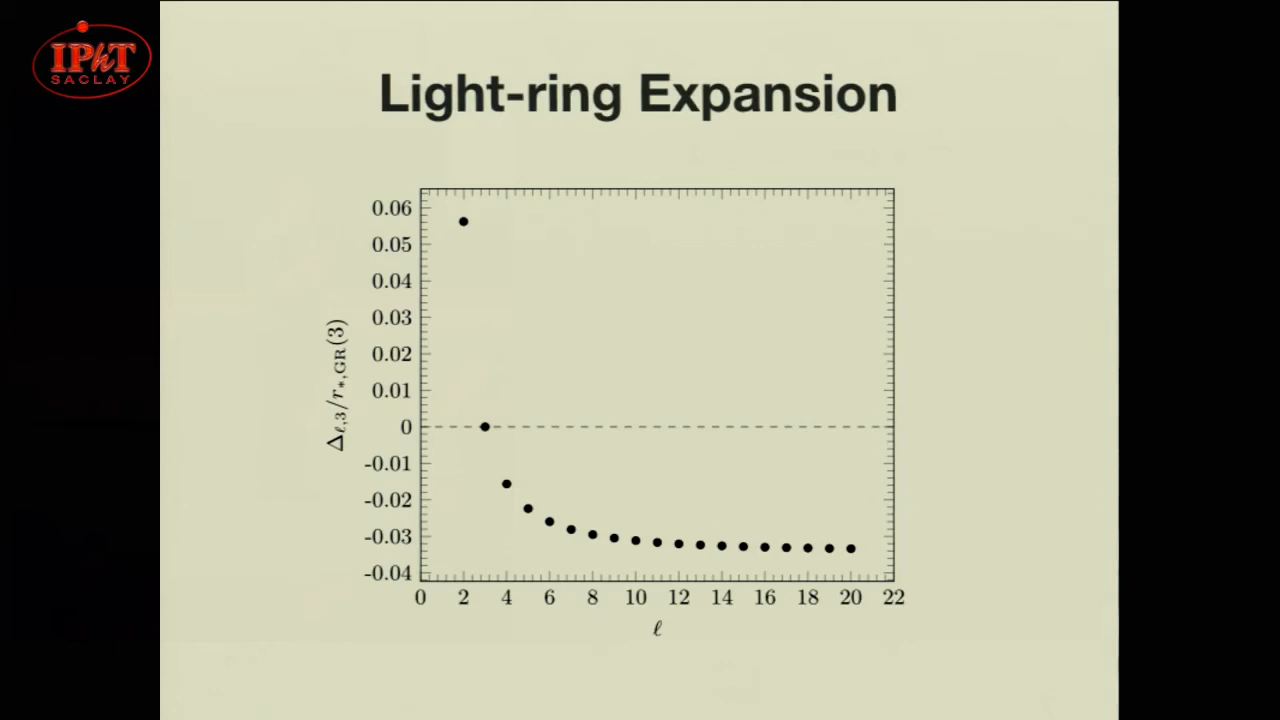 IPhT
SACLAY
Light-ring Expansion
0.06
0.05
0.04
0.03
0.02
0.01
0
-0.01
-0.02
-0.03
-0.04
Δℓ,3/r*,GR(3)
0 2 4 6 8 10 12 14 16 18 20 22
ℓ